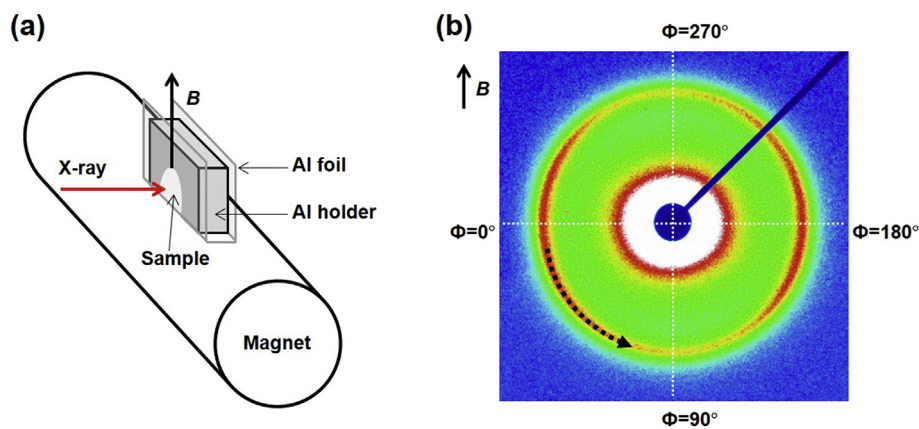 (a)
B
X-ray
Al foil
Al holder
Sample
Magnet
(b)
Φ=270°
B
Φ=0°
Φ=180°
Φ=90°